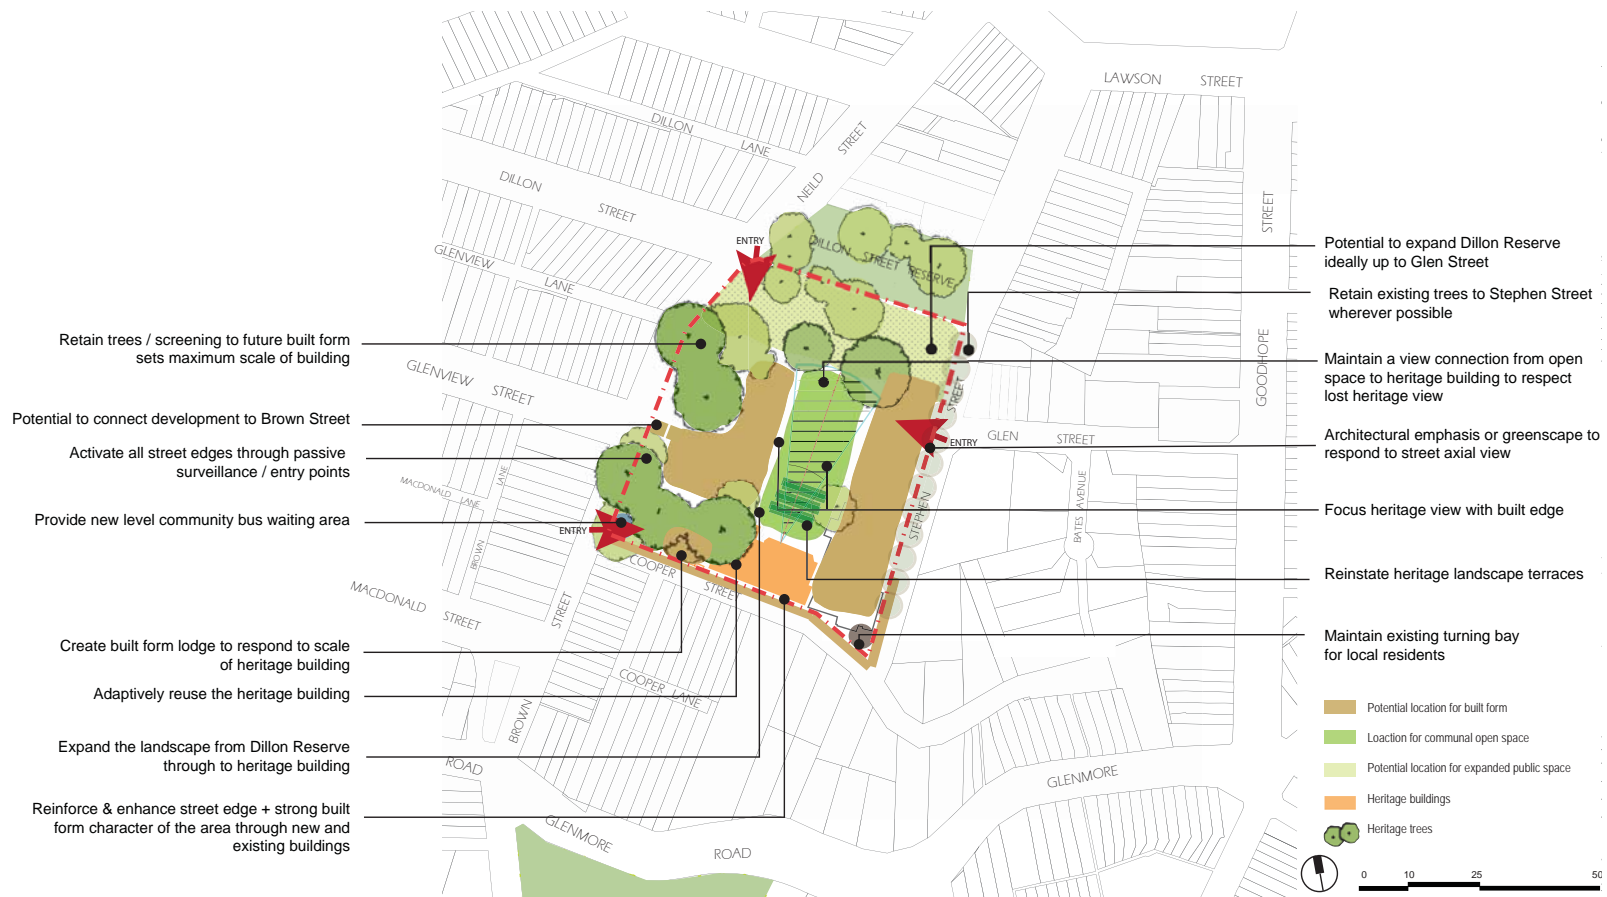 LAWSON STREET
DILLON
LANE
NEILD
STREET
DILLON
STREET
GLENVIEW
LANE
ENTRY
DILLON STREET RESERVE
STREET
GOODHOPE
GLENVIEW
STREET
STREET
STEPHEN
ENTRY
GLEN STREET
BATES AVENUE
MACDONALD LANE
LANE
BROWN
ENTRY
COOPER
STREET
MACDONALD
STREET
STREET
BROWN
COOPER LANE
ROAD
GLENMORE
ROAD
GLENMORE
Retain trees / screening to future built form
sets maximum scale of building
Potential to connect development to Brown Street
Activate all street edges through passive
surveillance / entry points
Provide new level community bus waiting area
Create built form lodge to respond to scale
of heritage building
Adaptively reuse the heritage building
Expand the landscape from Dillon Reserve
through to heritage building
Reinforce & enhance street edge + strong built
form character of the area through new and
existing buildings
Potential to expand Dillon Reserve
ideally up to Glen Street
Retain existing trees to Stephen Street
wherever possible
Maintain a view connection from open
space to heritage building to respect
lost heritage view
Architectural emphasis or greenscape to
respond to street axial view
Focus heritage view with built edge
Reinstate heritage landscape terraces
Maintain existing turning bay
for local residents
Potential location for built form
Loaction for communal open space
Potential location for expanded public space
Heritage buildings
Heritage trees
0 10 25 50